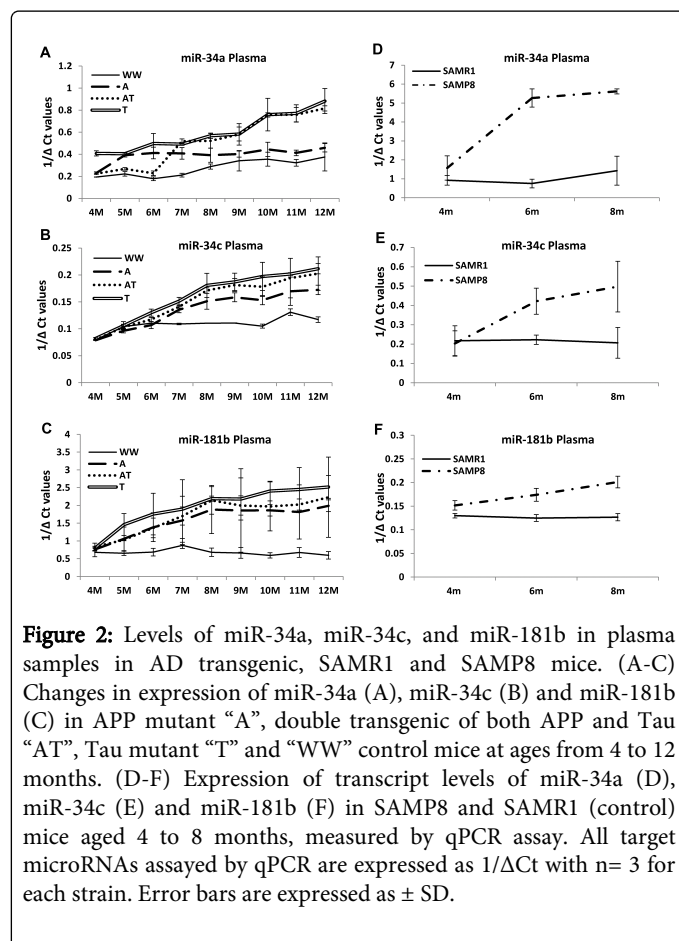 A
miR-34a Plasma
1/Δ Ct values
1.2
1
0.8
0.6
0.4
0.2
0
WW
A
AT
T
4M 5M 6M 7M 8M 9M 10M 11M 12M
D
miR-34a Plasma
1/Δ Ct values
6
5
4
3
2
1
0
SAMR1
SAMP8
4m 6m 8m
B
miR-34c Plasma
1/Δ Ct values
0.25
0.2
0.15
0.1
0.05
0
WW
A
AT
T
4M 5M 6M 7M 8M 9M 10M 11M 12M
E
miR-34c Plasma
1/Δ Ct values
0.7
0.6
0.5
0.4
0.3
0.2
0.1
0
SAMR1
SAMP8
4m 6m 8m
C
miR-181b Plasma
1/Δ Ct values
4
3.5
3
2.5
2
1.5
1
0.5
0
WW
A
AT
T
4M 5M 6M 7M 8M 9M 10M 11M 12M
F
miR-181b Plasma
1/Δ Ct values
0.3
0.25
0.2
0.15
0.1
0.05
0
SAMR1
SAMP8
4m 6m 8m
Figure 2: Levels of miR-34a, miR-34c, and miR-181b in plasma
samples in AD transgenic, SAMR1 and SAMP8 mice. (A-C)
Changes in expression of miR-34a (A), miR-34c (B) and miR-181b
(C) in APP mutant “A”, double transgenic of both APP and Tau
“AT”, Tau mutant “T” and “WW” control mice at ages from 4 to 12
months. (D-F) Expression of transcript levels of miR-34a (D),
miR-34c (E) and miR-181b (F) in SAMP8 and SAMR1 (control)
mice aged 4 to 8 months, measured by qPCR assay. All target
microRNAs assayed by qPCR are expressed as 1/ΔCt with n= 3 for
each strain. Error bars are expressed as ± SD.